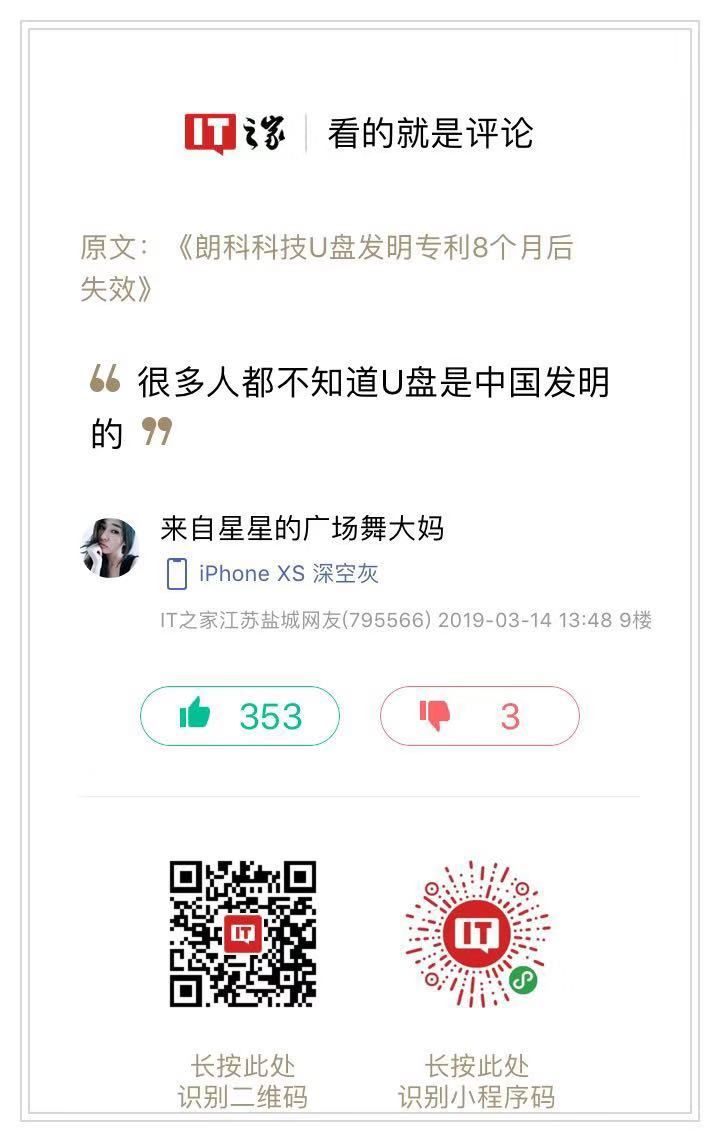 IT之家 | 看的就是评论
原文：《朗科科技U盘发明专利8个月后
失效》
“ 很多人都不知道U盘是中国发明
的 ”
来自星星的广场舞大妈
iPhone XS 深空灰
IT之家江苏盐城网友(795566) 2019-03-14 13:48 9楼
353
3
IT
IT
长按此处
识别二维码
长按此处
识别小程序码